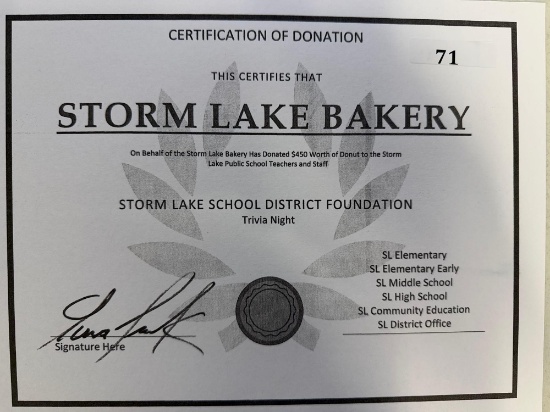 CERTIFICATION OF DONATION
71
THIS CERTIFIES THAT
STORM LAKE BAKERY
On Behalf of the Storm Lake Bakery Has Donated $450 Worth of Donut to the Storm
Lake Public School Teachers and Staff
STORM LAKE SCHOOL DISTRICT FOUNDATION
Trivia Night
SL Elementary
SL Elementary Early
SL Middle School
SL High School
SL Community Education
SL District Office
Signature Here